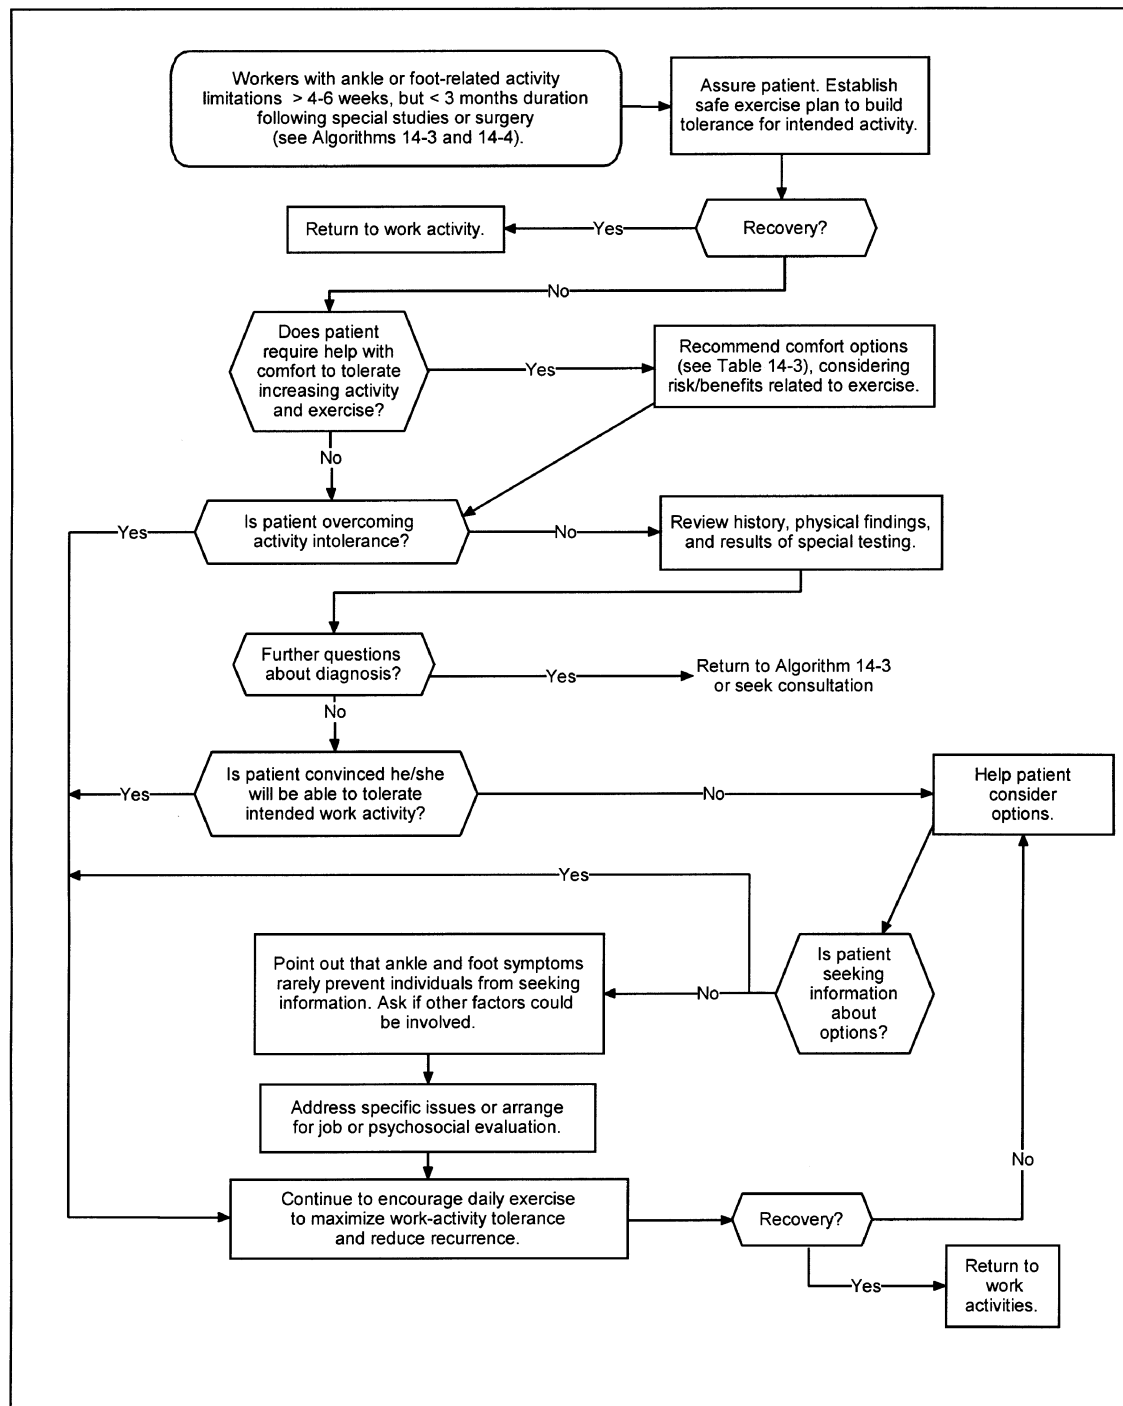 Workers with ankle or foot-related activity
limitations > 4-6 weeks, but < 3 months duration
following special studies or surgery
(see Algorithms 14-3 and 14-4).
Assure patient. Establish
safe exercise plan to build
tolerance for intended activity.
Return to work activity.
Yes
Recovery?
No
Does patient
require help with
comfort to tolerate
increasing activity
and exercise?
Yes
Recommend comfort options
(see Table 14-3), considering
risk/benefits related to exercise.
No
Yes
Is patient overcoming
activity intolerance?
No
Review history, physical findings,
and results of special testing.
Further questions
about diagnosis?
Yes
Return to Algorithm 14-3
or seek consultation
No
Yes
Is patient convinced he/she
will be able to tolerate
intended work activity?
No
Help patient
consider
options.
Yes
Point out that ankle and foot symptoms
rarely prevent individuals from seeking
information. Ask if other factors could
be involved.
No
Is patient
seeking
information
about
options?
Address specific issues or arrange
for job or psychosocial evaluation.
No
Continue to encourage daily exercise
to maximize work-activity tolerance
and reduce recurrence.
Recovery?
Yes
Return to
work
activities.